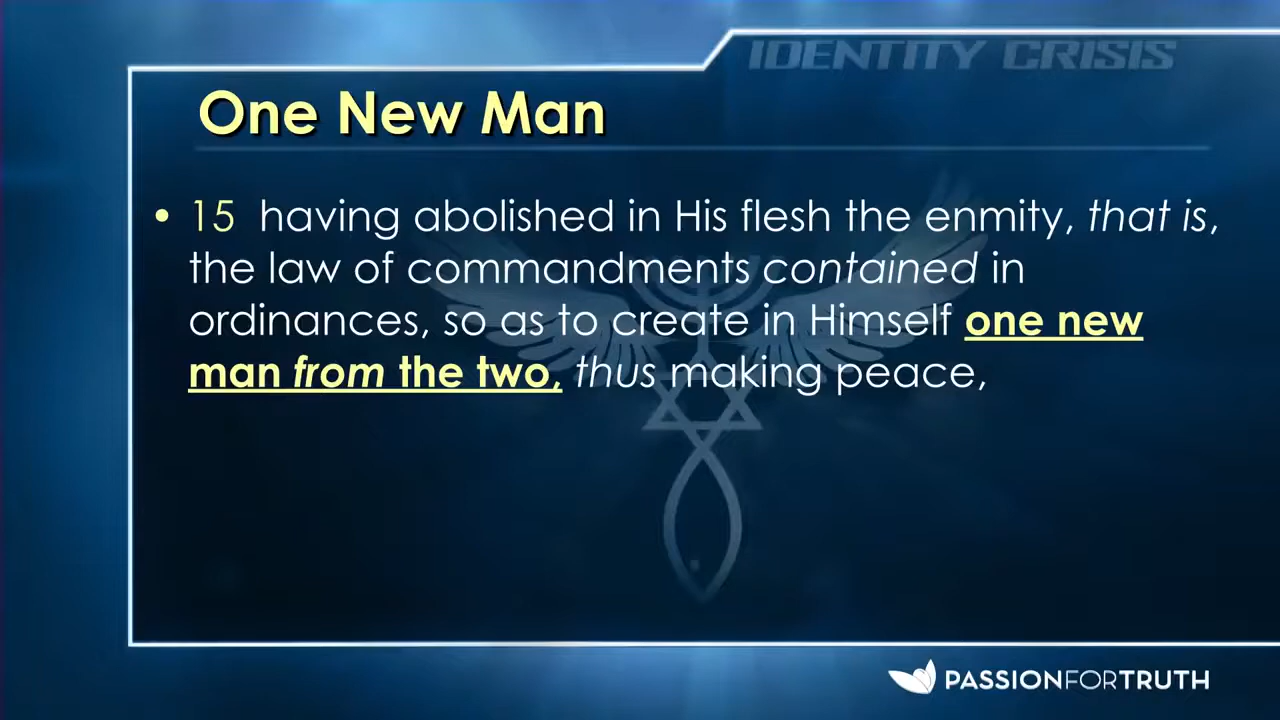 IDENTITY CRISIS
One New Man
• 15 having abolished in His flesh the enmity, that is,
the law of commandments contained in
ordinances, so as to create in Himself one new
man from the two, thus making peace,
PASSIONFORTRUTH